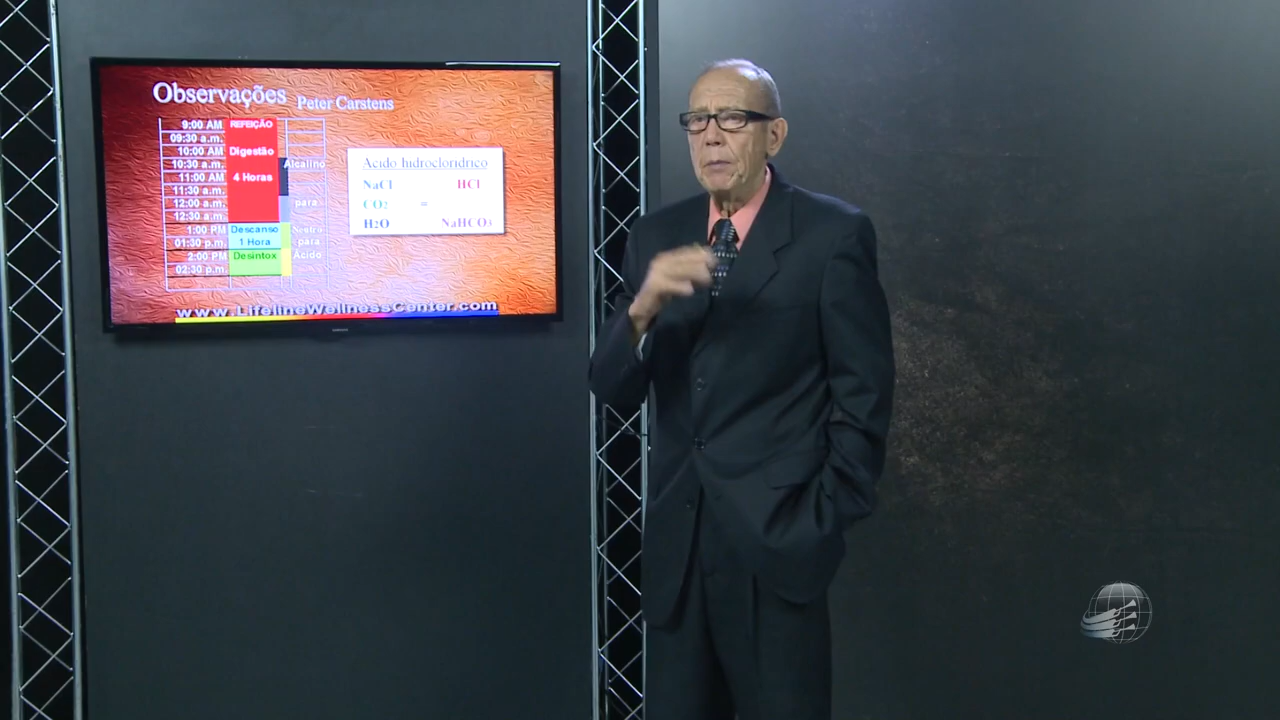 Observações Peter Carstens
9:00 AM REFEIÇÃO
09:30 a.m.
10:00 AM Digestão
10:30 a.m. Alcalino
11:00 AM 4 Horas
11:30 a.m.
12:00 a.m. para
12:30 a.m.
1:00 PM Descanso Neutro
01:30 p.m. 1 Hora para
2:00 PM Desintox Ácido
02:30 p.m.
Ácido hidroclorídrico
NaCl HCl
CO2 =
H2O NaHCO3
www.LifelineWellnessCenter.com
SAMSUNG